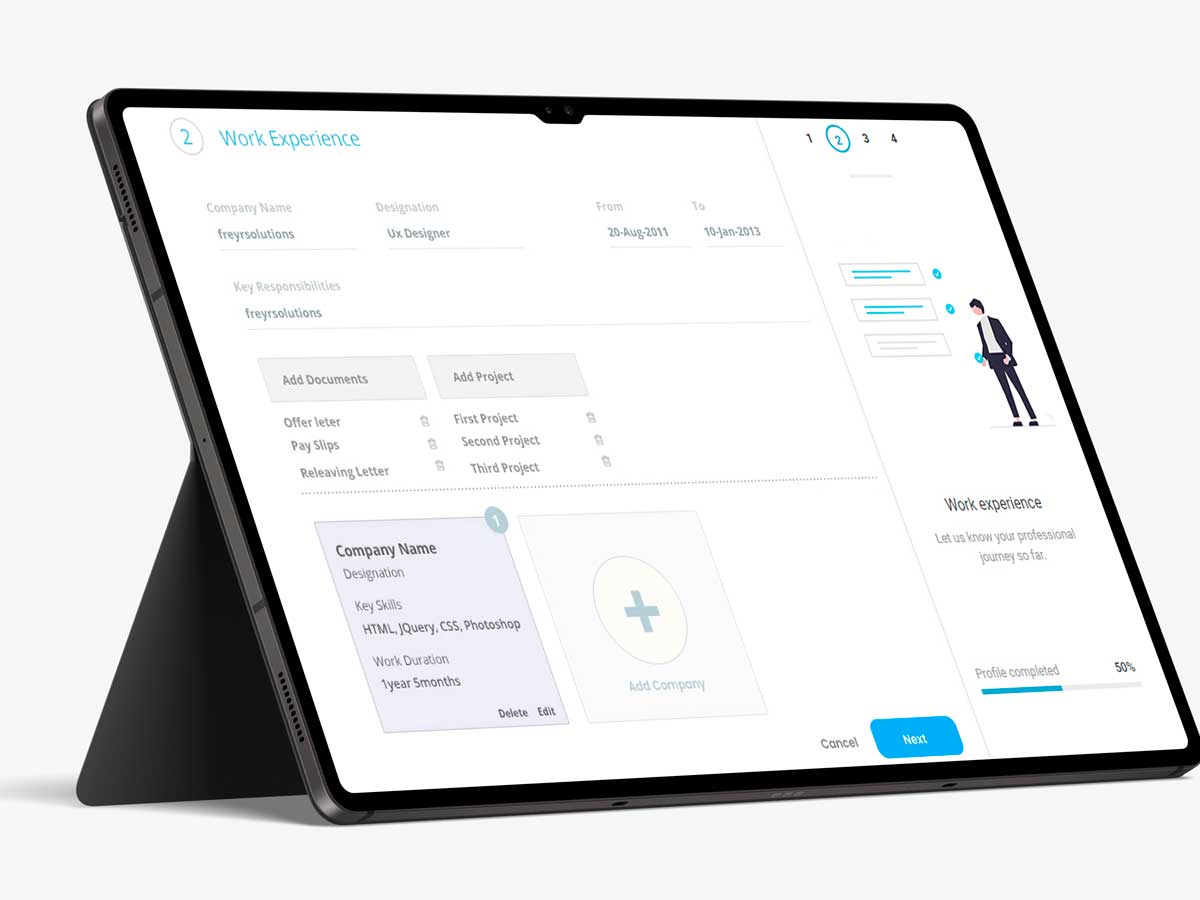 2 Work Experience
1 2 3 4
Company Name Designation From To
freyrsolutions Ux Designer 20-Aug-2011 10-Jan-2013
Key Responsibilities
freyrsolutions
Add Documents Add Project
Offer leter First Project
Pay Slips Second Project
Releaving Letter Third Project
1
Company Name
Designation
Key Skills
HTML, JQuery, CSS, Photoshop
Work Duration
1year 5months
Delete Edit
Add Company
Work experience
Let us know your professional
journey so far.
Profile completed 50%
Cancel Next